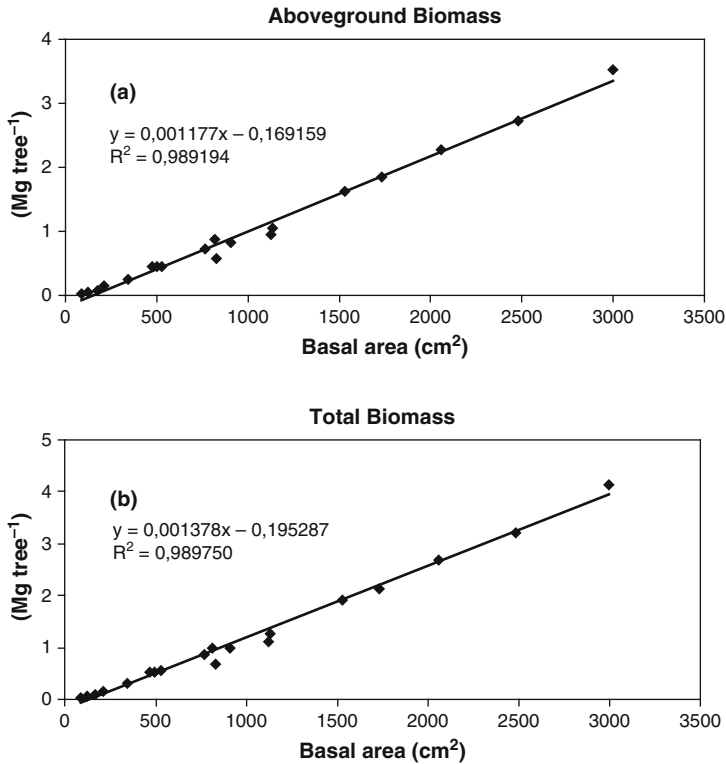 Aboveground Biomass
(Mg tree⁻¹)
4
3
2
1
0
(a)
y = 0,001177x – 0,169159
R² = 0,989194
0 500 1000 1500 2000 2500 3000 3500
Basal area (cm²)
Total Biomass
(Mg tree⁻¹)
5
4
3
2
1
0
(b)
y = 0,001378x – 0,195287
R² = 0,989750
0 500 1000 1500 2000 2500 3000 3500
Basal area (cm²)